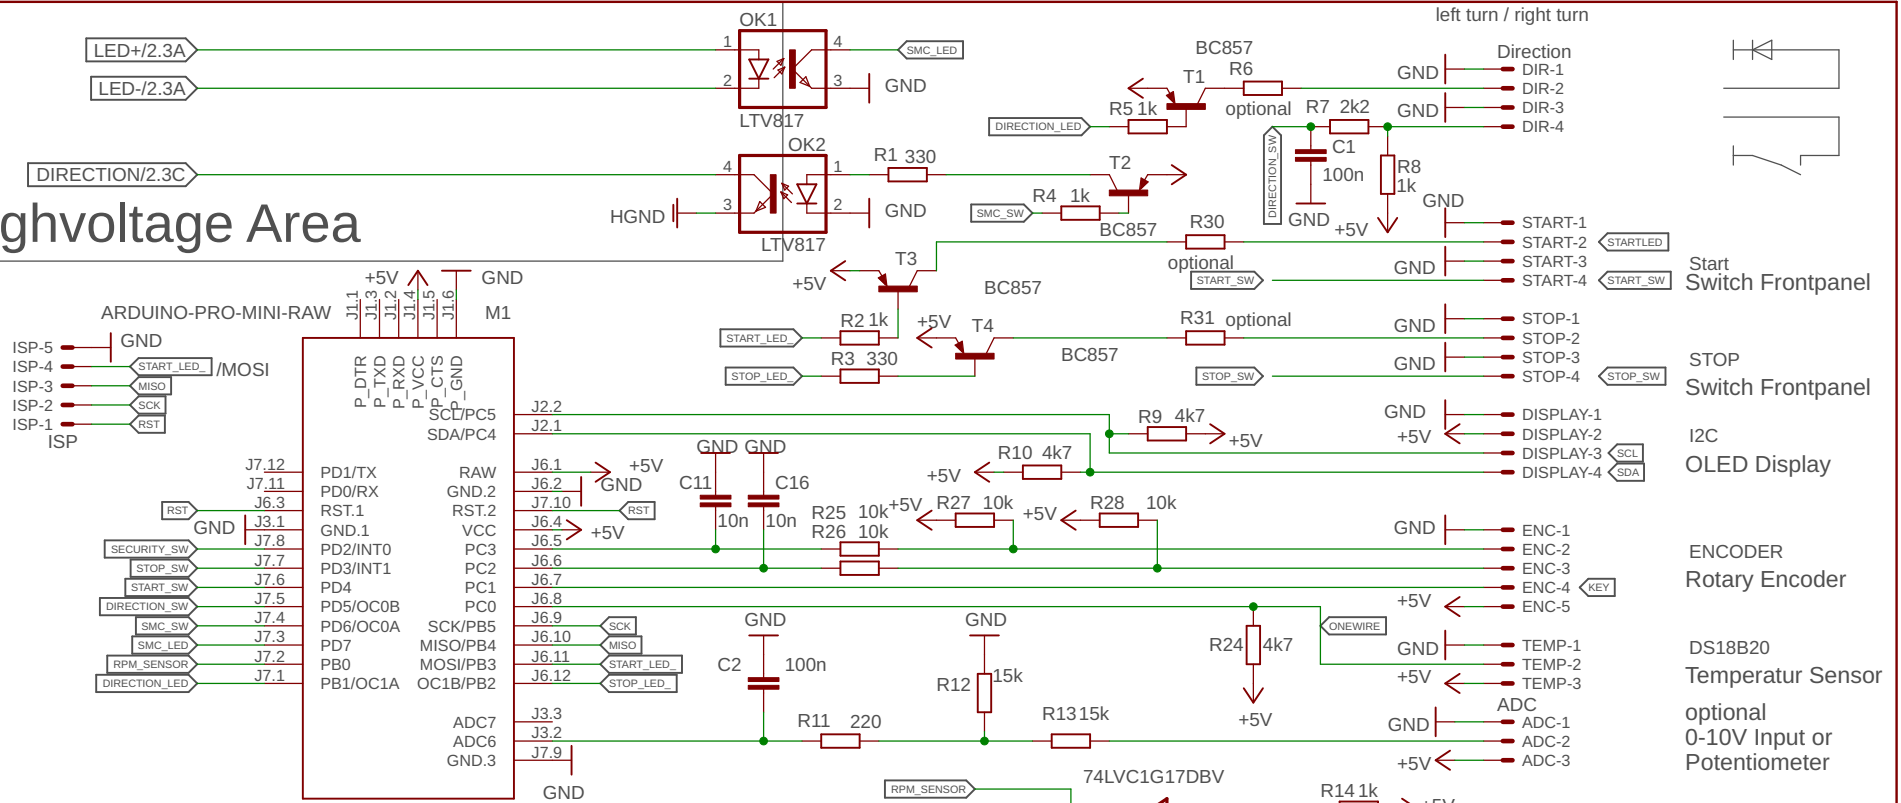 left turn / right turn
OK1
LED+/2.3A
1
4
SMC_LED
LED-/2.3A
2
3
GND
LTV817
BC857
T1
R6
optional
R5 1k
DIRECTION_LED
Direction
GND
DIR-1
DIR-2
GND
DIR-3
DIR-4
R7 2k2
C1
100n
GND
DIRECTION_SW
R8
1k
+5V
OK2
DIRECTION/2.3C
4
1
R1 330
T2
HGND
3
2
GND
LTV817
SMC_SW
R4 1k
BC857
ghvoltage Area
GND
START-1
R30
optional
START-2
STARTLED
GND
START-3
START_SW
START-4
START_SW
Start
Switch Frontpanel
T3
+5V
BC857
START_LED_
R2 1k
+5V
T4
STOP_LED_
R3 330
BC857
R31 optional
GND
STOP-1
STOP-2
GND
STOP-3
STOP_SW
STOP-4
STOP_SW
STOP
Switch Frontpanel
+5V
GND
J1.1
J1.3
J1.2
J1.4
J1.5
J1.6
ARDUINO-PRO-MINI-RAW
M1
P_DTR
P_TXD
P_RXD
P_VCC
P_CTS
P_GND
ISP-5
GND
ISP-4
START_LED_
/MOSI
ISP-3
MISO
ISP-2
SCK
ISP-1
RST
ISP
SCL/PC5
J2.2
SDA/PC4
J2.1
R9 4k7
+5V
R10 4k7
+5V
GND
DISPLAY-1
+5V
DISPLAY-2
DISPLAY-3
SCL
DISPLAY-4
SDA
I2C
OLED Display
J7.12
PD1/TX
RAW
J6.1
+5V
J7.11
PD0/RX
GND.2
J6.2
GND
RST
J6.3
RST.1
RST.2
J7.10
RST
GND
J3.1
GND.1
VCC
J6.4
+5V
SECURITY_SW
J7.8
PD2/INT0
PC3
J6.5
STOP_SW
J7.7
PD3/INT1
PC2
J6.6
START_SW
J7.6
PD4
PC1
J6.7
DIRECTION_SW
J7.5
PD5/OC0B
PC0
J6.8
SMC_SW
J7.4
PD6/OC0A
SCK/PB5
J6.9
SCK
SMC_LED
J7.3
PD7
MISO/PB4
J6.10
MISO
RPM_SENSOR
J7.2
PB0
MOSI/PB3
J6.11
START_LED_
DIRECTION_LED
J7.1
PB1/OC1A
OC1B/PB2
J6.12
STOP_LED_
ADC7
J3.3
ADC6
J3.2
GND.3
J7.9
GND
GND GND
C11
10n
C16
10n
R25 10k
R26 10k
+5V
R27 10k
+5V
R28 10k
GND
ENC-1
ENC-2
ENC-3
ENC-4
KEY
+5V
ENC-5
ENCODER
Rotary Encoder
ONEWIRE
R24
4k7
+5V
GND
TEMP-1
TEMP-2
+5V
TEMP-3
DS18B20
Temperatur Sensor
GND
C2 100n
GND
R12
15k
R11 220
R13 15k
ADC
GND
ADC-1
ADC-2
+5V
ADC-3
optional
0-10V Input or
Potentiometer
RPM_SENSOR
74LVC1G17DBV
R14 1k
+5V